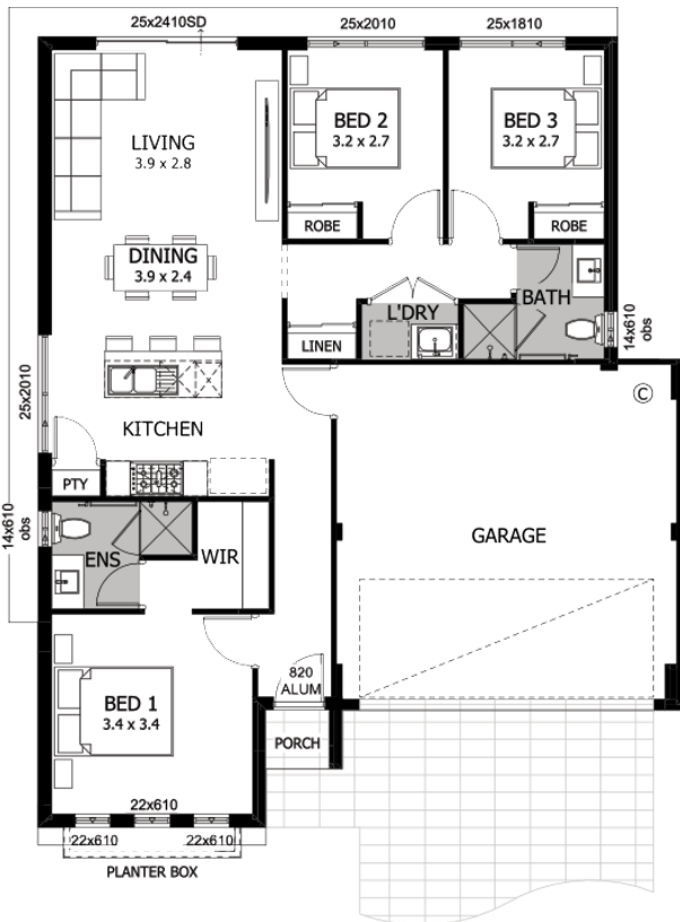 25x2410SD
25x2010
25x1810
LIVING
3.9 x 2.8
BED 2
3.2 x 2.7
BED 3
3.2 x 2.7
ROBE
ROBE
DINING
3.9 x 2.4
BATH
L'DRY
LINEN
14x610
obs
25x2010
C
KITCHEN
PTY
14x610
obs
ENS
WIR
GARAGE
BED 1
3.4 x 3.4
820
ALUM
PORCH
22x610
22x610
22x610
PLANTER BOX